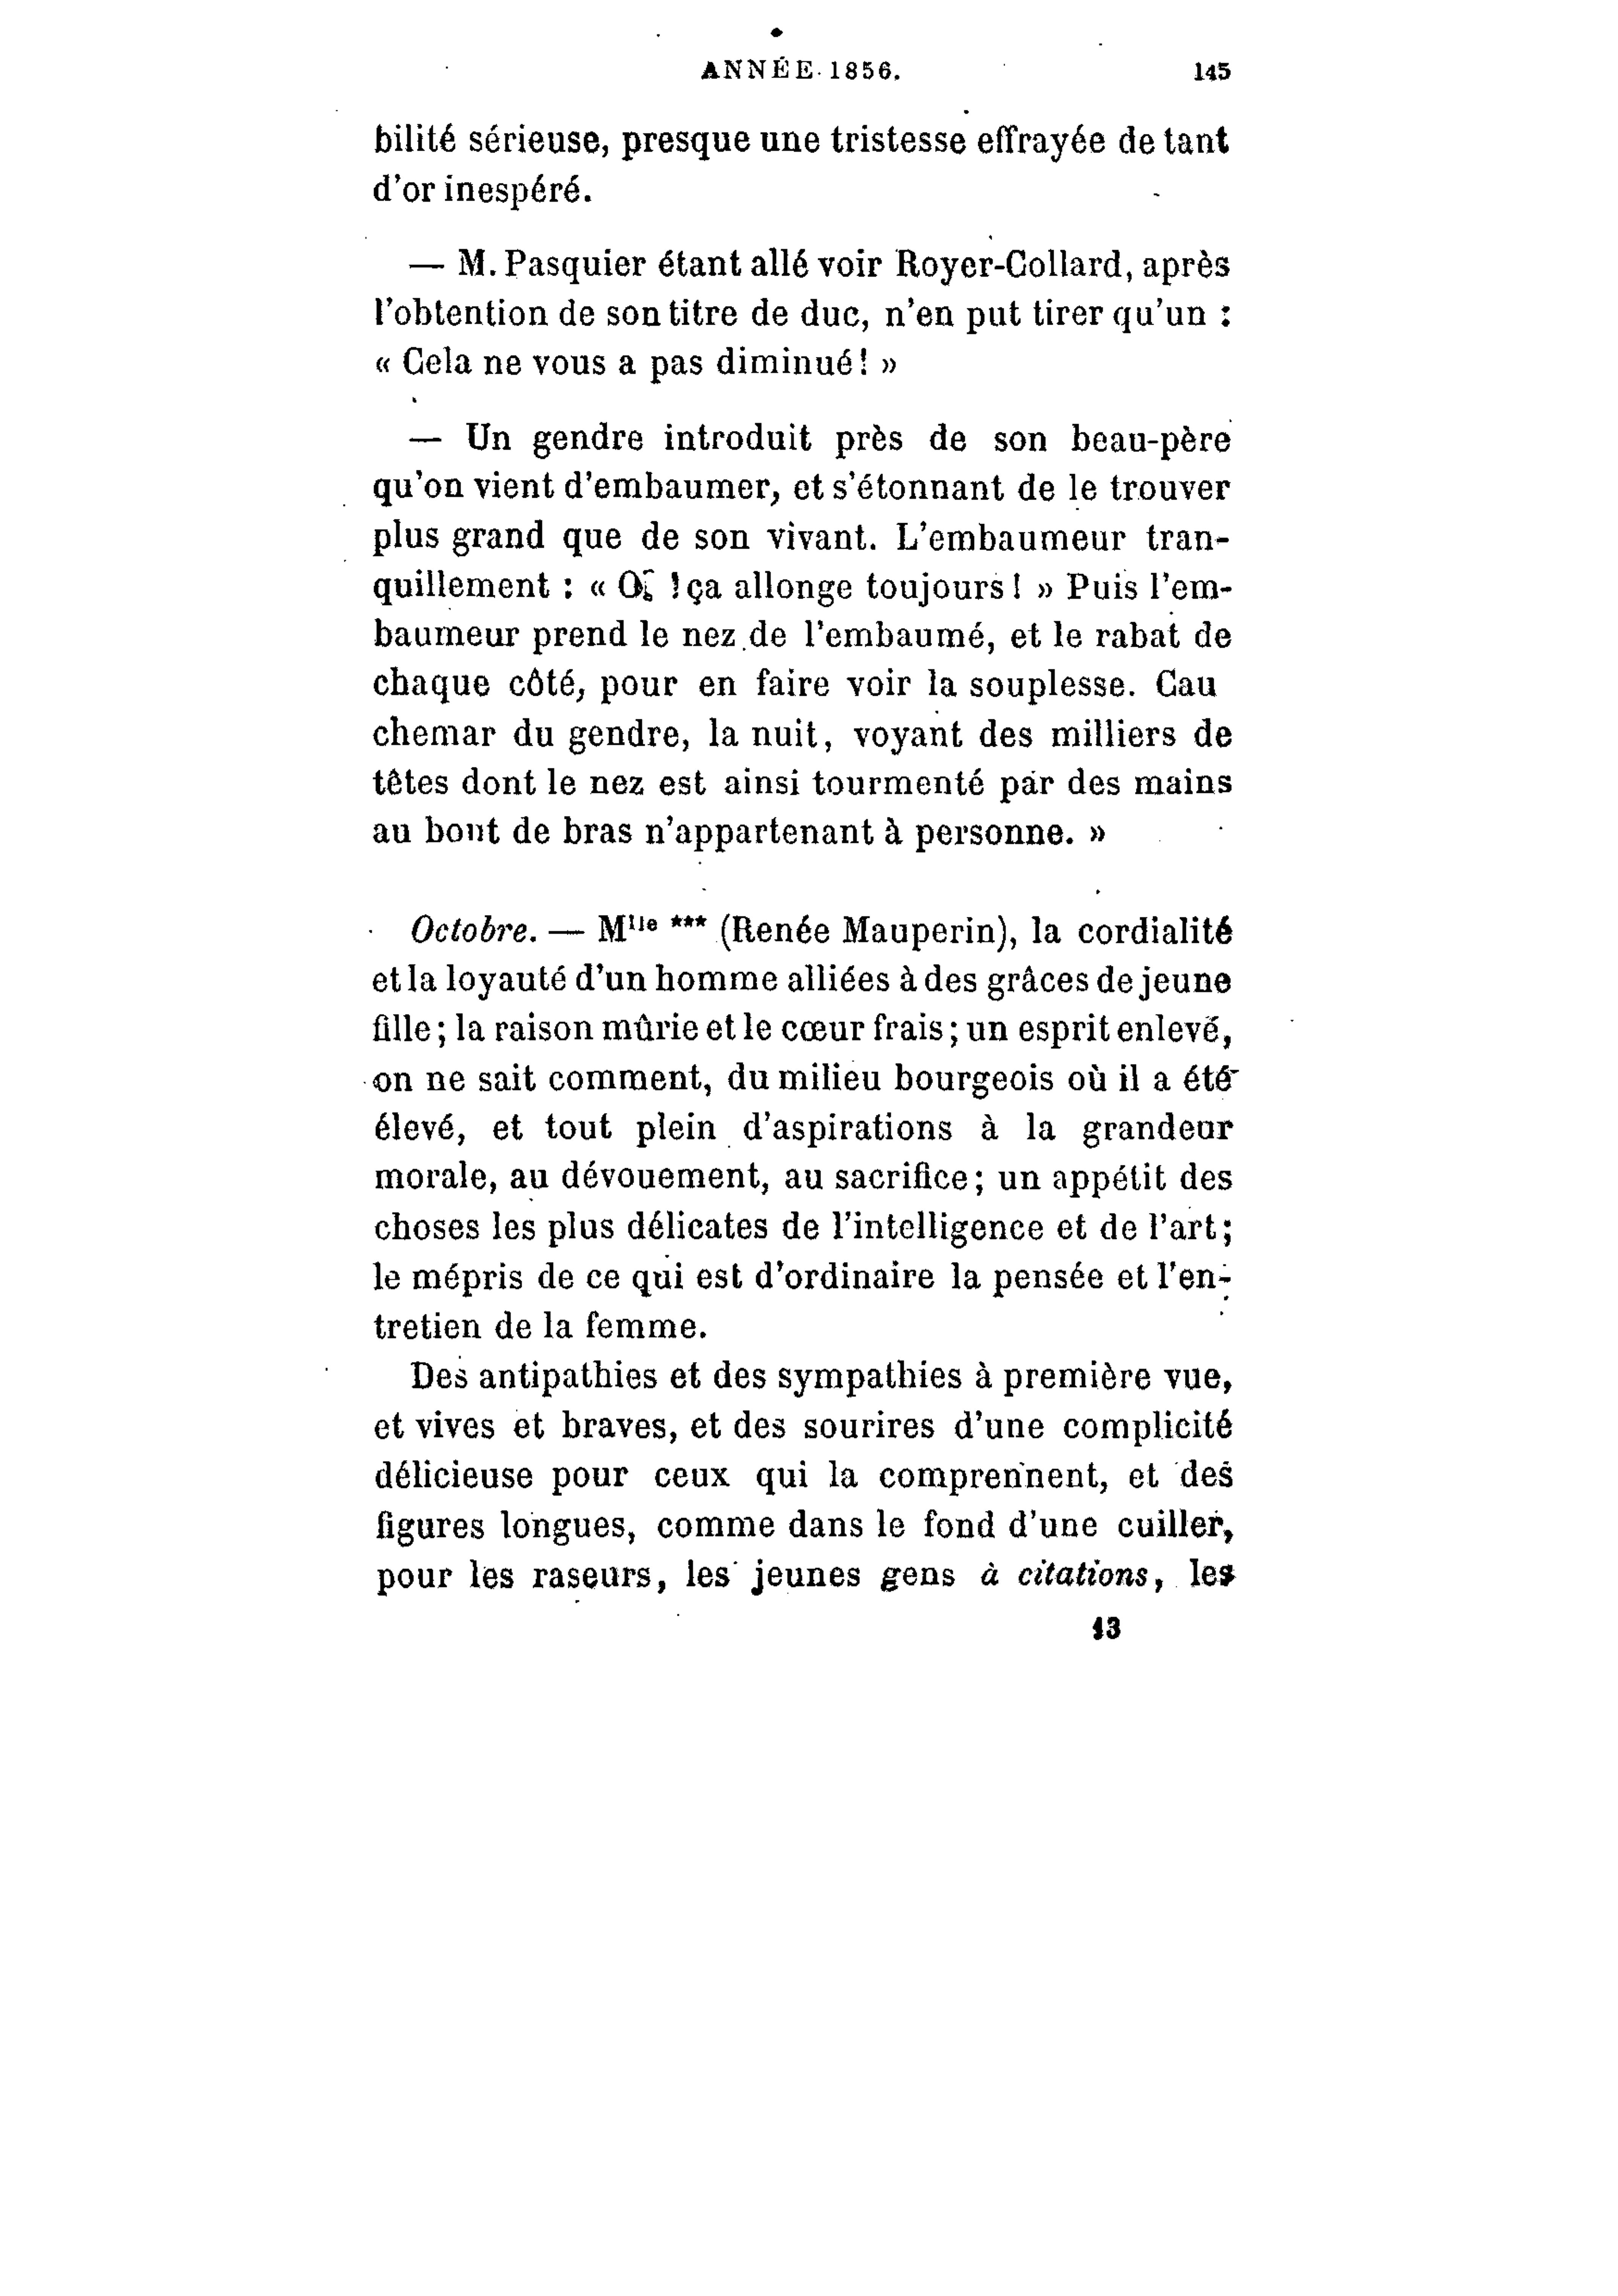 ANNÉE 1856. 145
bilité sérieuse, presque une tristesse effrayée de tant
d'or inespéré.
— M. Pasquier étant allé voir Royer-Collard, après
l'obtention de son titre de duc, n'en put tirer qu'un :
« Cela ne vous a pas diminué! »
— Un gendre introduit près de son beau-père
qu'on vient d'embaumer, et s'étonnant de le trouver
plus grand que de son vivant. L'embaumeur tran-
quillement : « ça allonge toujours! » Puis l'em-
baumeur prend le nez de l'embaumé, et le rabat de
chaque côté, pour en faire voir la souplesse. Cau
chemar du gendre, la nuit, voyant des milliers de
têtes dont le nez est ainsi tourmenté par des mains
au bout de bras n'appartenant à personne. »
Octobre. — Mlle *** (Renée Mauperin), la cordialité
et la loyauté d'un homme alliées à des grâces de jeune
fille; la raison mûrie et le cœur frais; un esprit enlevé,
on ne sait comment, du milieu bourgeois où il a été
élevé, et tout plein d'aspirations à la grandeur
morale, au dévouement, au sacrifice; un appétit des
choses les plus délicates de l'intelligence et de l'art;
le mépris de ce qui est d'ordinaire la pensée et l'en-
tretien de la femme.
Des antipathies et des sympathies à première vue,
et vives et braves, et des sourires d'une complicité
délicieuse pour ceux qui la comprennent, et des
figures longues, comme dans le fond d'une cuiller,
pour les raseurs, les jeunes gens à citations, les
13